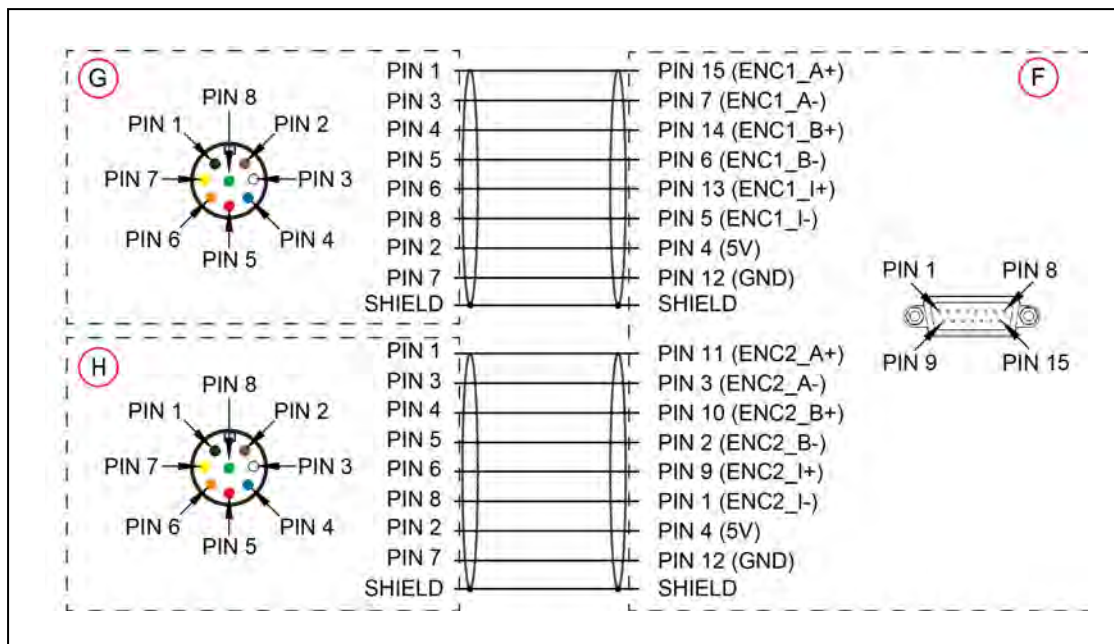 G
PIN 8
PIN 1
PIN 2
PIN 7
PIN 3
PIN 6
PIN 4
PIN 5
PIN 1
PIN 3
PIN 4
PIN 5
PIN 6
PIN 8
PIN 2
PIN 7
SHIELD
PIN 15 (ENC1_A+)
PIN 7 (ENC1_A-)
PIN 14 (ENC1_B+)
PIN 6 (ENC1_B-)
PIN 13 (ENC1_I+)
PIN 5 (ENC1_I-)
PIN 4 (5V)
PIN 12 (GND)
SHIELD
F
PIN 1
PIN 8
PIN 9
PIN 15
H
PIN 8
PIN 1
PIN 2
PIN 7
PIN 3
PIN 6
PIN 4
PIN 5
PIN 1
PIN 3
PIN 4
PIN 5
PIN 6
PIN 8
PIN 2
PIN 7
SHIELD
PIN 11 (ENC2_A+)
PIN 3 (ENC2_A-)
PIN 10 (ENC2_B+)
PIN 2 (ENC2_B-)
PIN 9 (ENC2_I+)
PIN 1 (ENC2_I-)
PIN 4 (5V)
PIN 12 (GND)
SHIELD